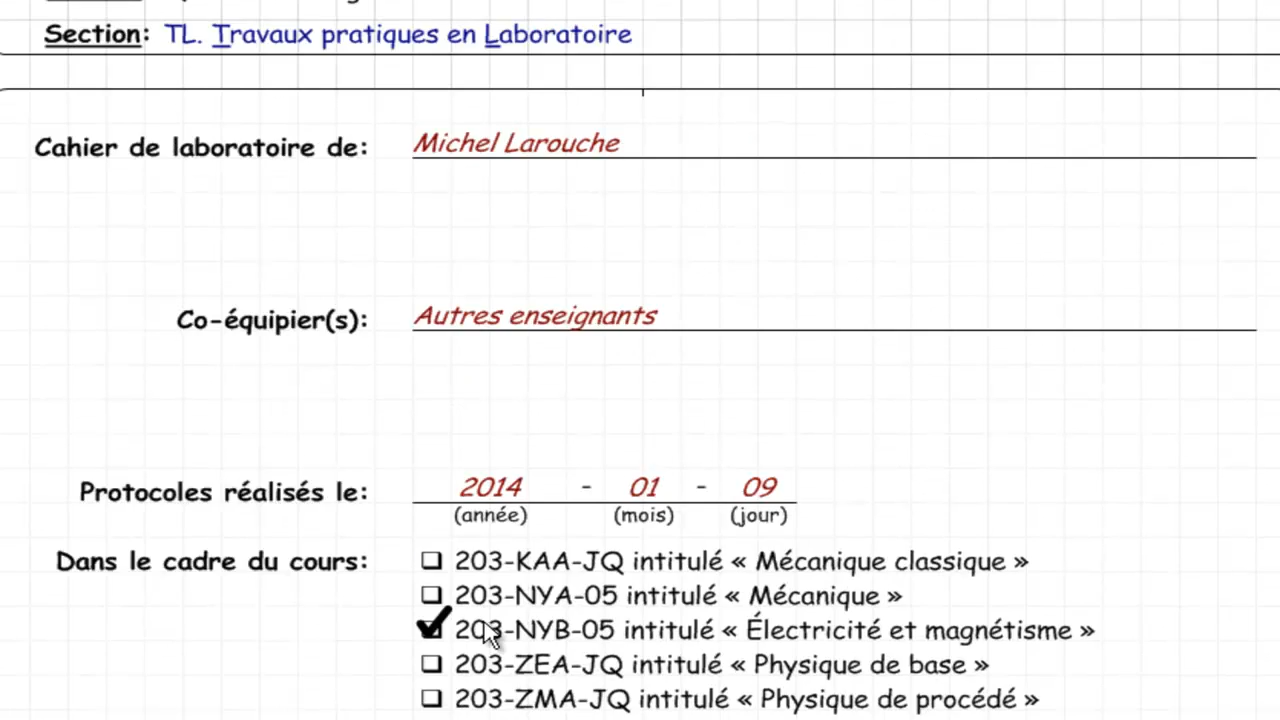 Section: TL. Travaux pratiques en Laboratoire
Cahier de laboratoire de: Michel Larouche
Co-équipier(s): Autres enseignants
Protocoles réalisés le: 2014 - 01 - 09
(année) (mois) (jour)
Dans le cadre du cours: 203-KAA-JQ intitulé « Mécanique classique »
203-NYA-05 intitulé « Mécanique »
203-NYB-05 intitulé « Électricité et magnétisme »
203-ZEA-JQ intitulé « Physique de base »
203-ZMA-JQ intitulé « Physique de procédé »